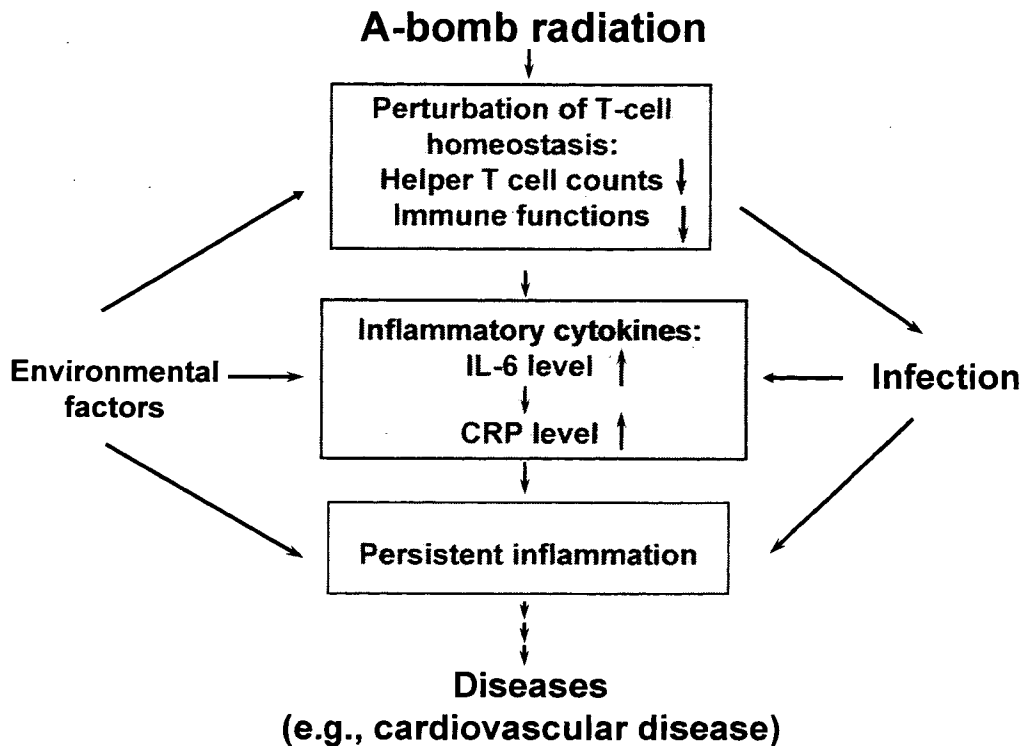 A-bomb radiation
Perturbation of T-cell
homeostasis:
Helper T cell counts ↓
Immune functions ↓
Inflammatory cytokines:
IL-6 level ↑
CRP level ↑
Environmental
factors
Infection
Persistent inflammation
Diseases
(e.g., cardiovascular disease)